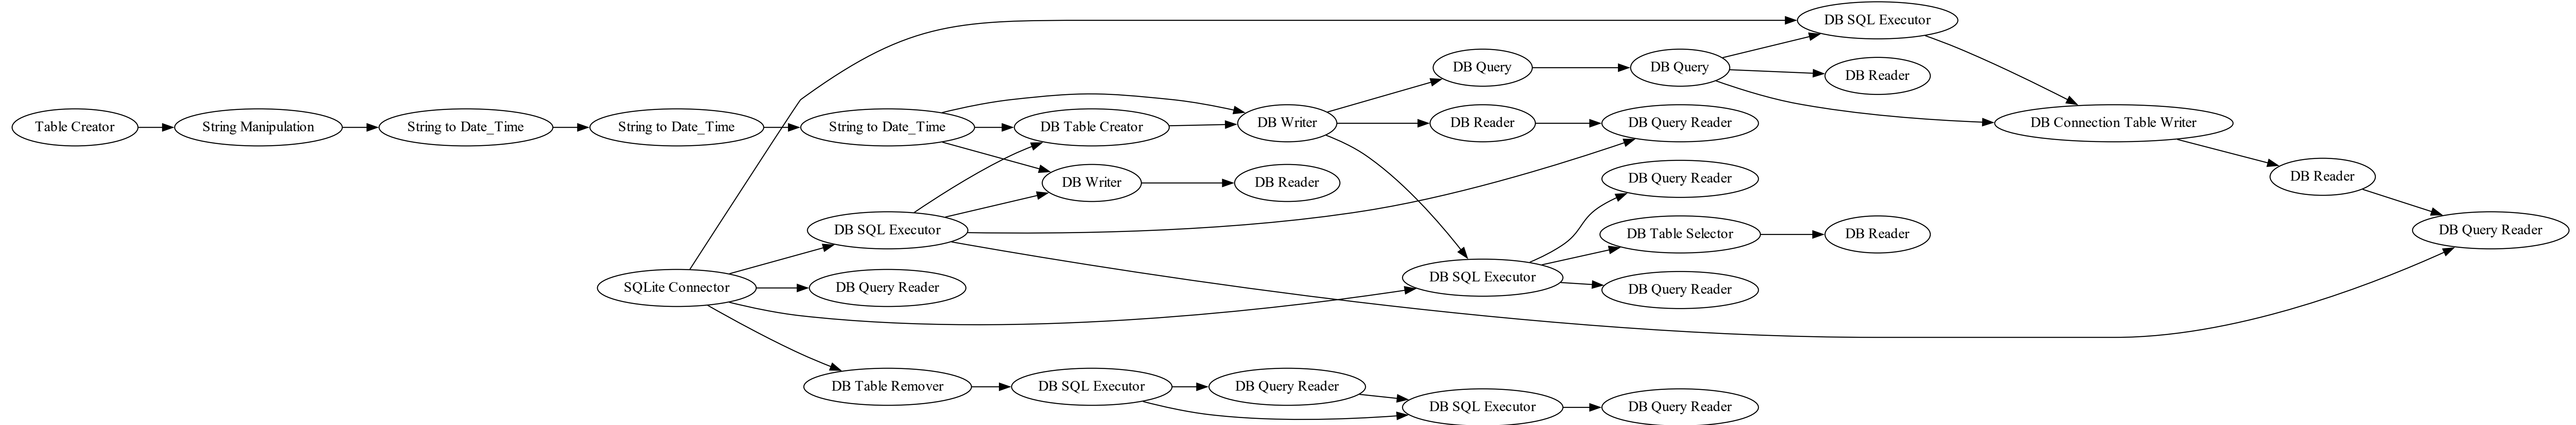 DB SQL Executor
DB Query
DB Query
DB Reader
Table Creator
String Manipulation
String to Date_Time
String to Date_Time
String to Date_Time
DB Table Creator
DB Writer
DB Reader
DB Query Reader
DB Connection Table Writer
DB Writer
DB Reader
DB Query Reader
DB Reader
DB SQL Executor
DB Table Selector
DB Reader
DB Query Reader
SQLite Connector
DB Query Reader
DB SQL Executor
DB Query Reader
DB Table Remover
DB SQL Executor
DB Query Reader
DB SQL Executor
DB Query Reader